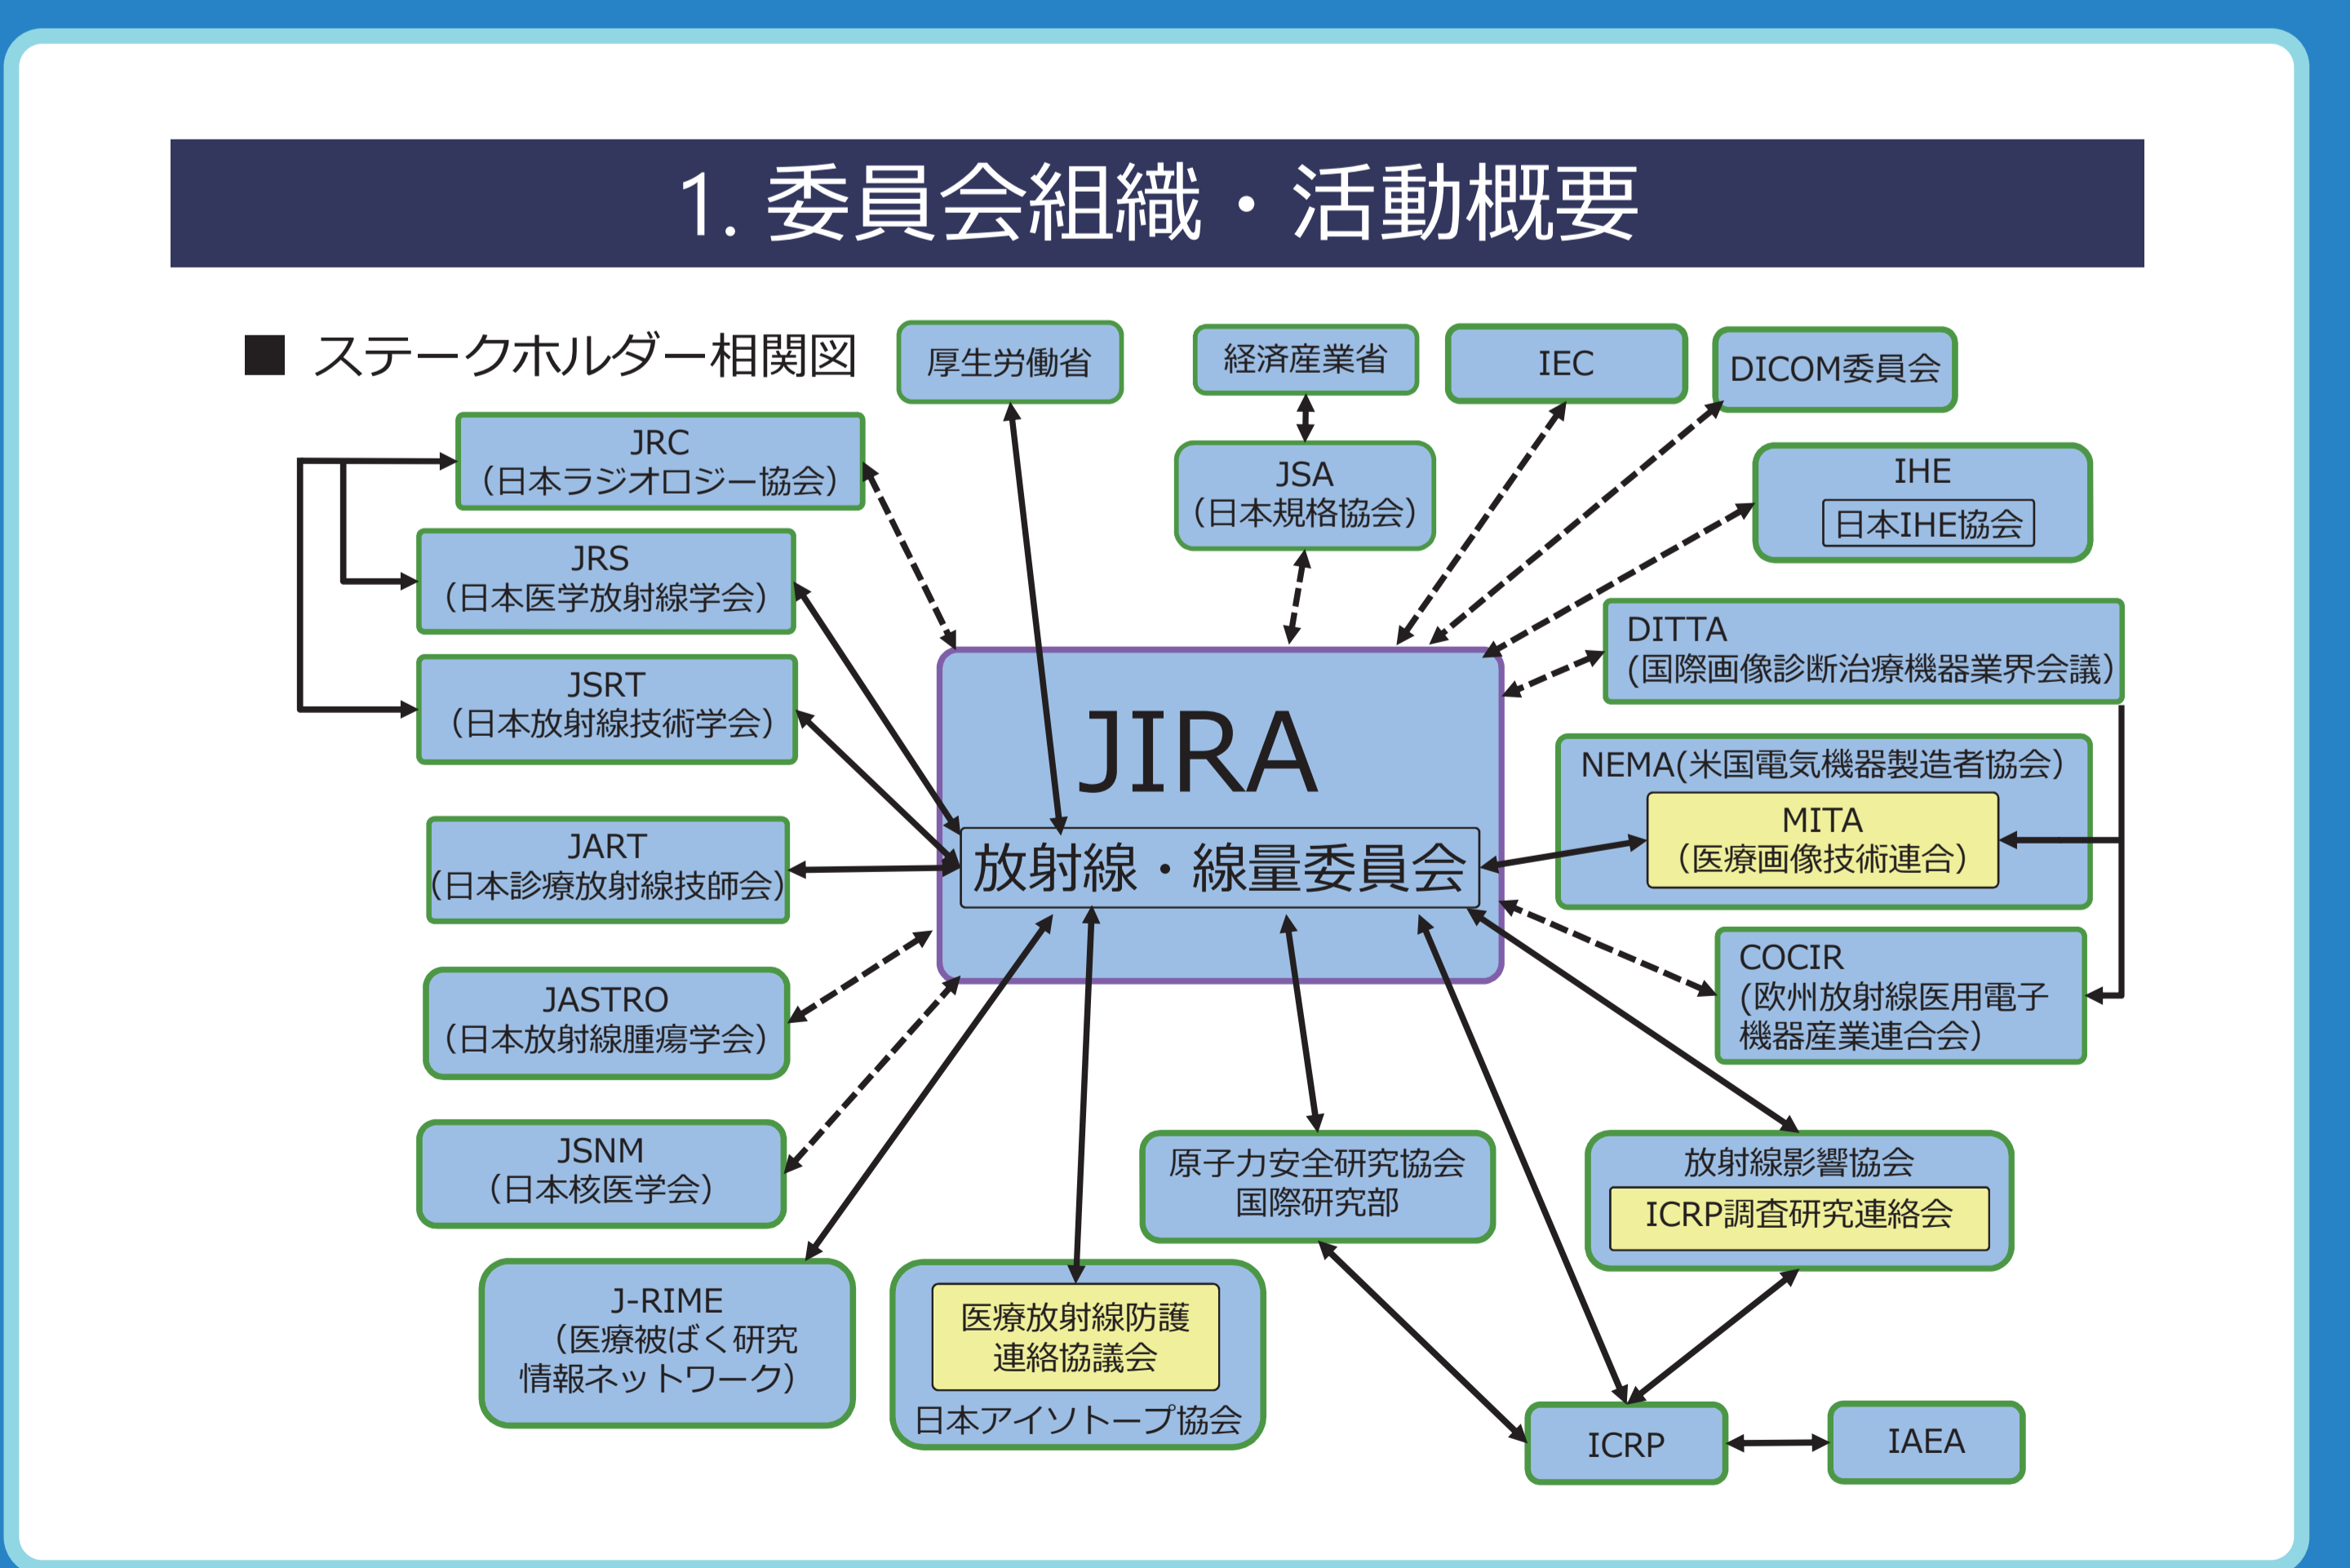 1. 委員会組織・活動概要
■ ステークホルダー相関図
厚生労働省
経済産業省
IEC
DICOM委員会
JRC
（日本ラジオロジー協会）
JSA
（日本規格協会）
IHE
日本IHE協会
JRS
（日本医学放射線学会）
DITTA
(国際画像診断治療機器業界会議）
JSRT
（日本放射線技術学会）
JIRA
放射線・線量委員会
NEMA(米国電気機器製造者協会）
MITA
（医療画像技術連合）
JART
（日本診療放射線技師会）
COCIR
(欧州放射線医用電子
機器産業連合会）
JASTRO
（日本放射線腫瘍学会）
JSNM
（日本核医学会）
原子力安全研究協会
国際研究部
放射線影響協会
ICRP調査研究連絡会
J-RIME
（医療被ばく研究
情報ネットワーク）
医療放射線防護
連絡協議会
日本アイソトープ協会
ICRP
IAEA